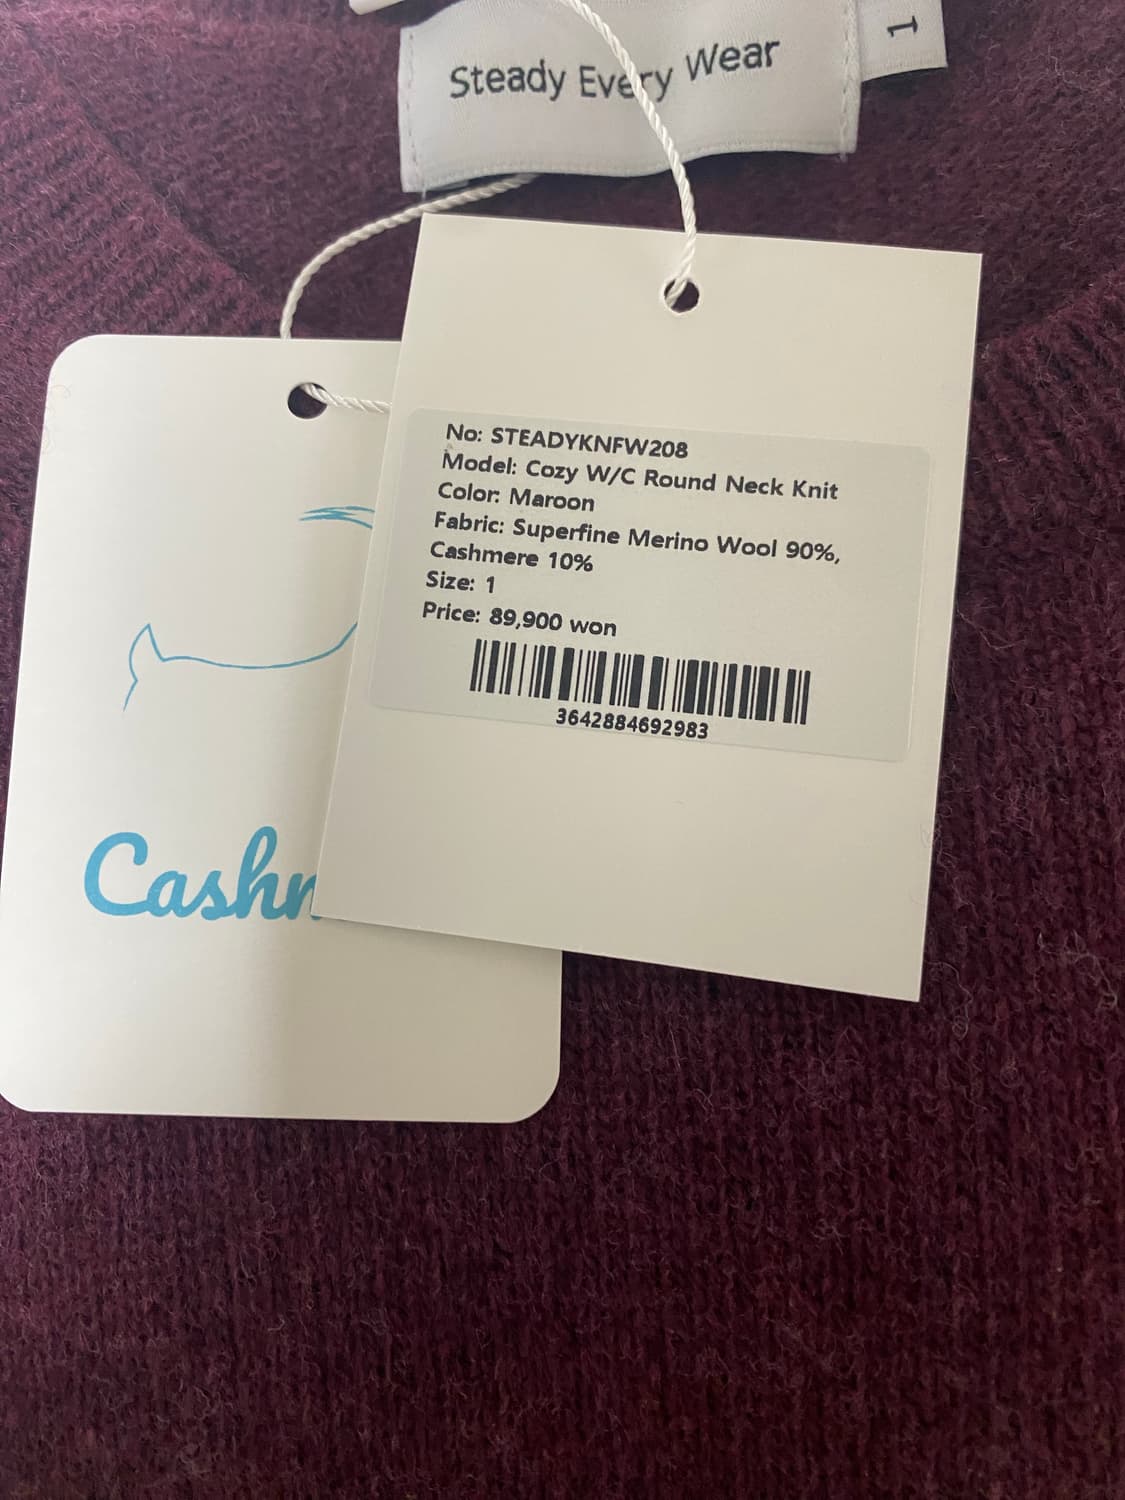 Steady Every Wear
1
No: STEADYKNFW208
Model: Cozy W/C Round Neck Knit
Color: Maroon
Fabric: Superfine Merino Wool 90%,
Cashmere 10%
Size: 1
Price: 89,900 won
3642884692983